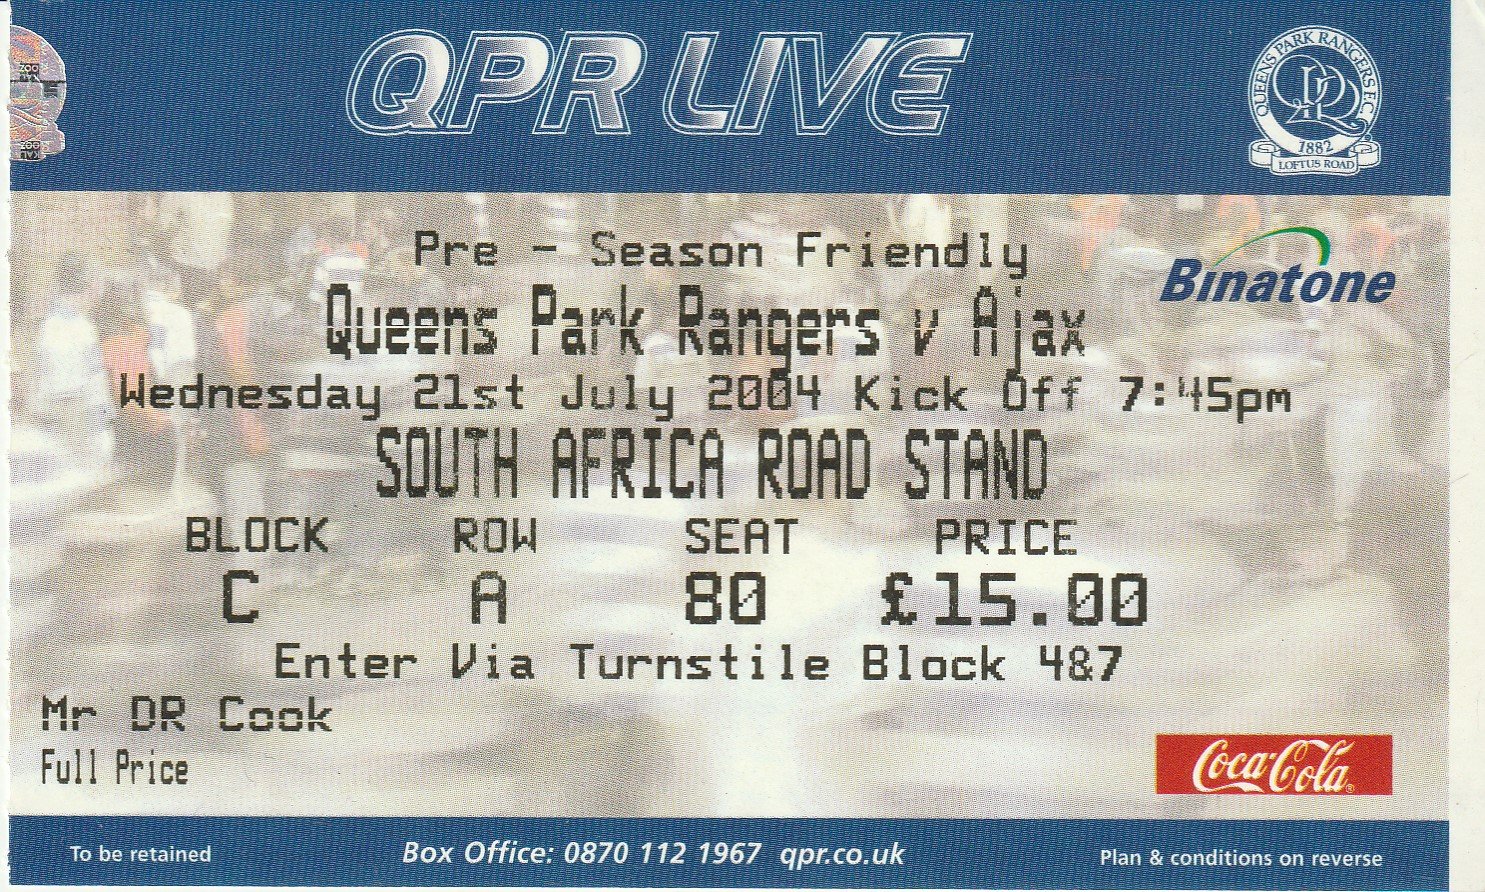 QPR LIVE
QUEENS PARK RANGERS F.C.
1882
LOFTUS ROAD
Pre - Season Friendly
Binatone
Queens Park Rangers v Ajax
Wednesday 21st July 2004 Kick Off 7:45pm
SOUTH AFRICA ROAD STAND
BLOCK ROW SEAT PRICE
C A 80 £15.00
Enter Via Turnstile Block 4&7
Mr DR Cook
Full Price
Coca-Cola®
To be retained Box Office: 0870 112 1967 qpr.co.uk Plan & conditions on reverse